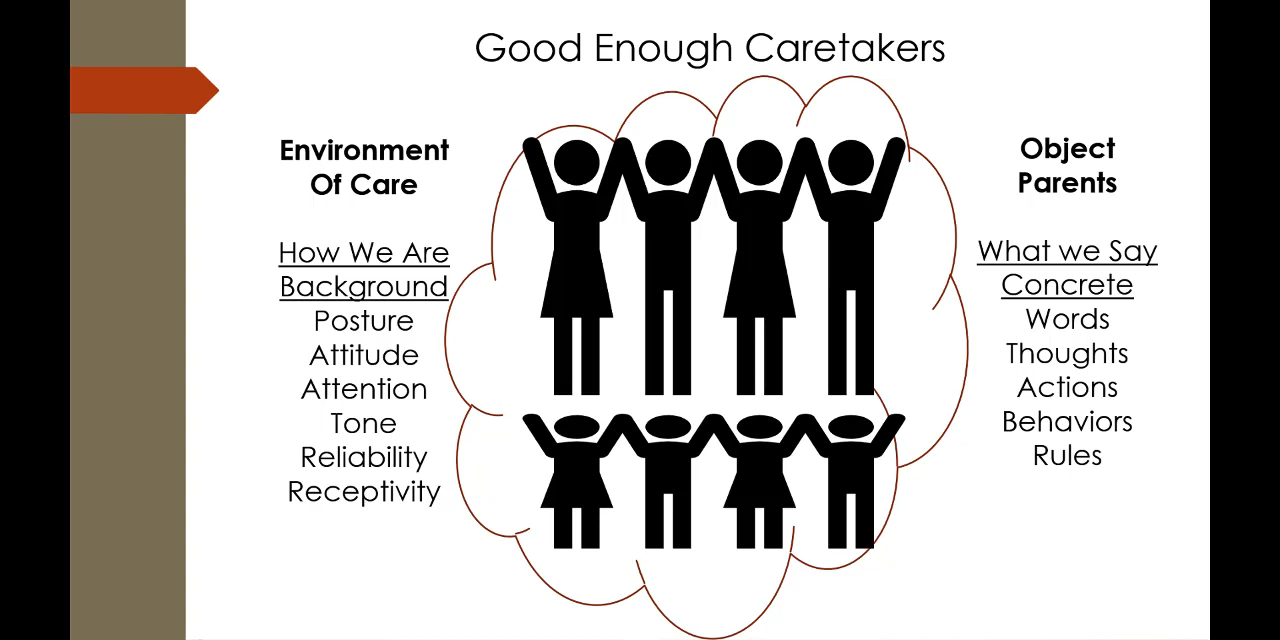 Good Enough Caretakers
Environment
Of Care
How We Are
Background
Posture
Attitude
Attention
Tone
Reliability
Receptivity
Object
Parents
What we Say
Concrete
Words
Thoughts
Actions
Behaviors
Rules